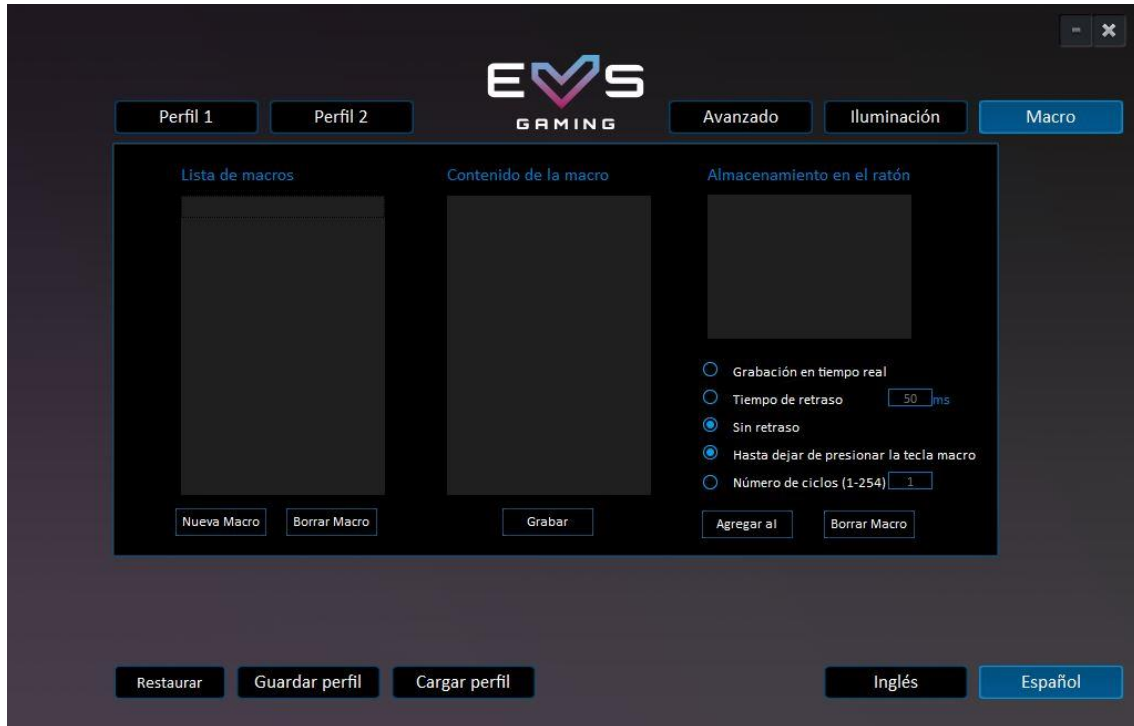 EVS
GAMING
Perfil 1
Perfil 2
Avanzado
Iluminación
Macro
Lista de macros
Contenido de la macro
Almacenamiento en el ratón
Grabación en tiempo real
Tiempo de retraso 50 ms
Sin retraso
Hasta dejar de presionar la tecla macro
Número de ciclos (1-254) 1
Nueva Macro
Borrar Macro
Grabar
Agregar al
Borrar Macro
Restaurar
Guardar perfil
Cargar perfil
Inglés
Español